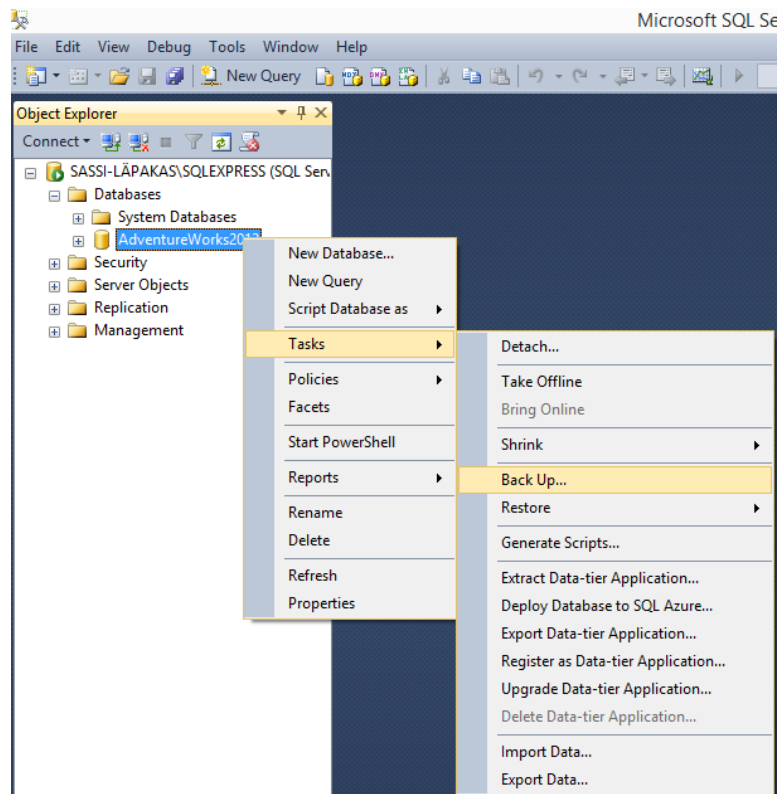 Microsoft SQL Se
File Edit View Debug Tools Window Help
New Query
Object Explorer
Connect
SASSI-LÄPAKAS\SQLEXPRESS (SQL Serv
Databases
System Databases
AdventureWorks2012
Security
Server Objects
Replication
Management
New Database...
New Query
Script Database as
Tasks
Policies
Facets
Start PowerShell
Reports
Rename
Delete
Refresh
Properties
Detach...
Take Offline
Bring Online
Shrink
Back Up...
Restore
Generate Scripts...
Extract Data-tier Application...
Deploy Database to SQL Azure...
Export Data-tier Application...
Register as Data-tier Application...
Upgrade Data-tier Application...
Delete Data-tier Application...
Import Data...
Export Data...